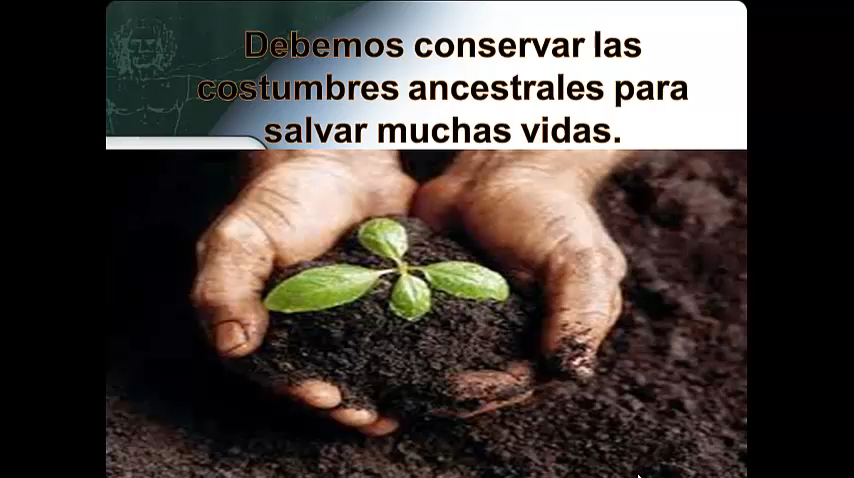 Debemos conservar las
costumbres ancestrales para
salvar muchas vidas.